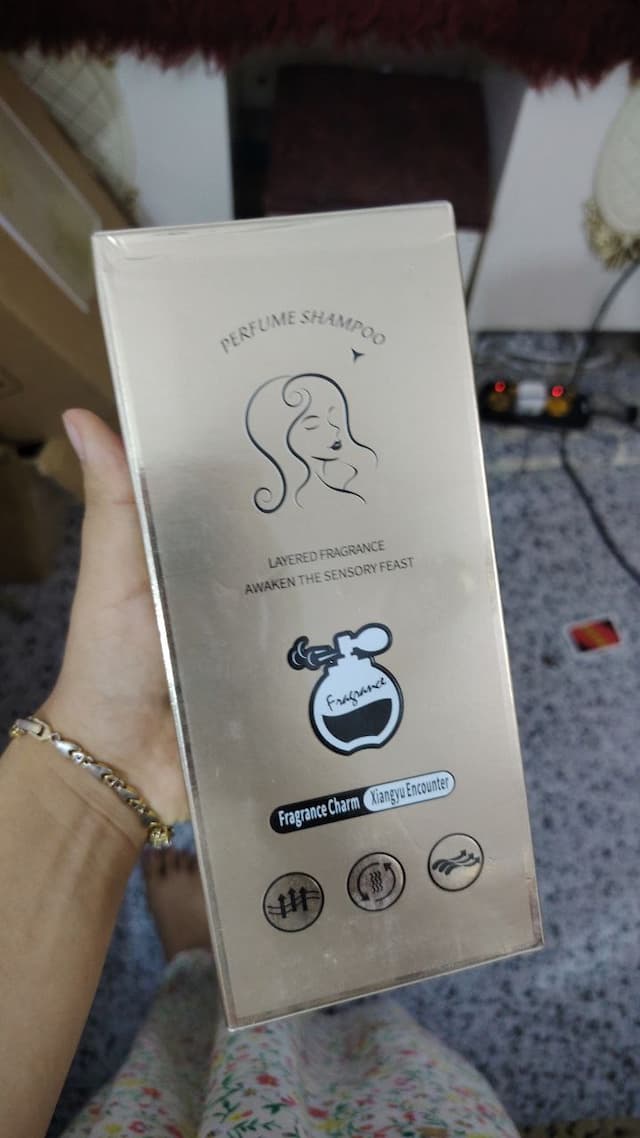 PERFUME SHAMPOO
LAYERED FRAGRANCE
AWAKEN THE SENSORY FEAST
Fragrance
Fragrance Charm Xiangyu Encounter